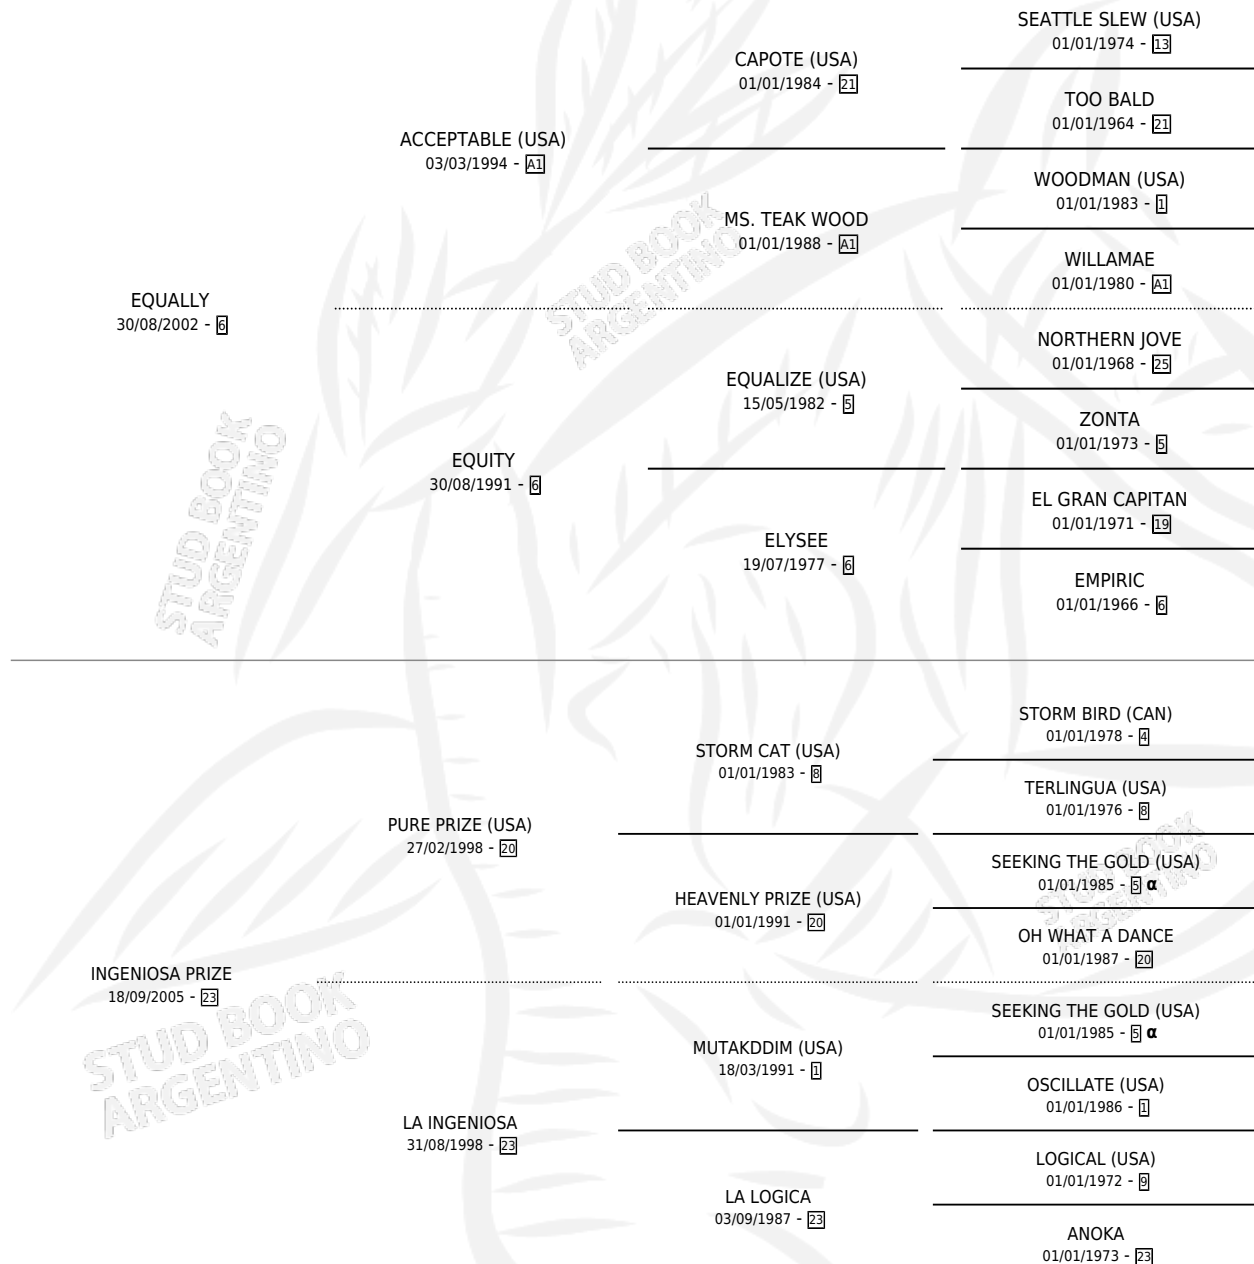 SEATTLE SLEW (USA)
01/01/1974 - 13
CAPOTE (USA)
01/01/1984 - 21
TOO BALD
01/01/1964 - 21
ACCEPTABLE (USA)
03/03/1994 - A1
WOODMAN (USA)
01/01/1983 - 1
MS. TEAK WOOD
01/01/1988 - A1
WILLAMAE
01/01/1980 - A1
EQUALLY
30/08/2002 - 6
NORTHERN JOVE
01/01/1968 - 25
EQUALIZE (USA)
15/05/1982 - 5
ZONTA
01/01/1973 - 5
EQUITY
30/08/1991 - 6
EL GRAN CAPITAN
01/01/1971 - 19
ELYSEE
19/07/1977 - 6
EMPIRIC
01/01/1966 - 6
STORM BIRD (CAN)
01/01/1978 - 4
STORM CAT (USA)
01/01/1983 - 8
TERLINGUA (USA)
01/01/1976 - 8
PURE PRIZE (USA)
27/02/1998 - 20
SEEKING THE GOLD (USA)
01/01/1985 - 5 α
HEAVENLY PRIZE (USA)
01/01/1991 - 20
OH WHAT A DANCE
01/01/1987 - 20
INGENIOSA PRIZE
18/09/2005 - 23
SEEKING THE GOLD (USA)
01/01/1985 - 5 α
MUTAKDDIM (USA)
18/03/1991 - 1
OSCILLATE (USA)
01/01/1986 - 1
LA INGENIOSA
31/08/1998 - 23
LOGICAL (USA)
01/01/1972 - 9
LA LOGICA
03/09/1987 - 23
ANOKA
01/01/1973 - 23
STUD BOOK
ARGENTINO
STUD BOOK
ARGENTINO
STUD BOOK
ARGENTINO
STUD BOOK
ARGENTINO